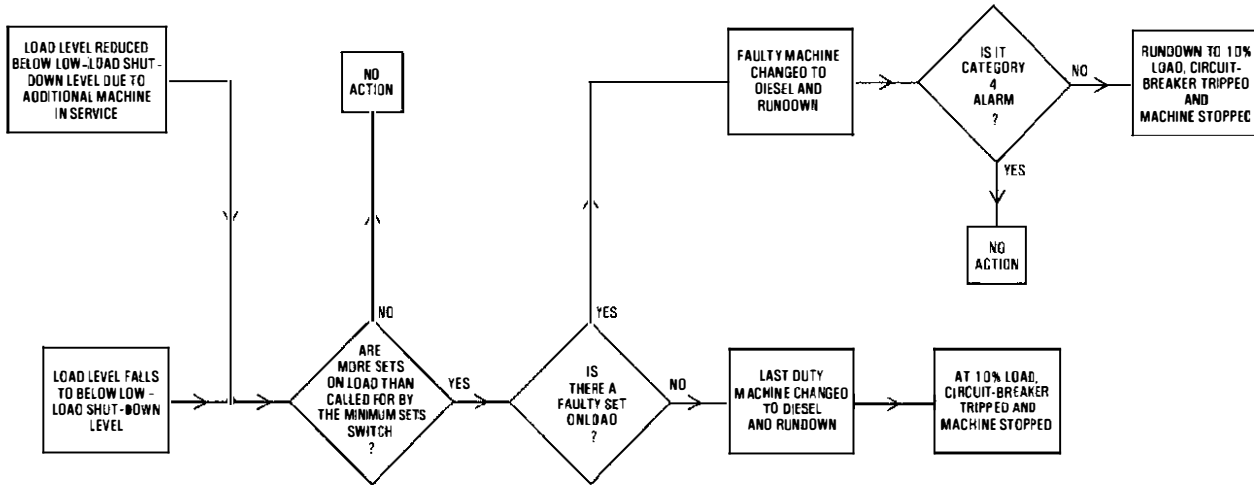 LOAD LEVEL REDUCED
BELOW LOW-LOAD SHUT-
DOWN LEVEL DUE TO
ADDITIONAL MACHINE
IN SERVICE
NO
ACTION
FAULTY MACHINE
CHANGED TO
DIESEL AND
RUNDOWN
IS IT
CATEGORY
4
ALARM
?
NO
RUNDOWN TO 10%
LOAD, CIRCUIT-
BREAKER TRIPPED
AND
MACHINE STOPPED
YES
NO
ACTION
LOAD LEVEL FALLS
TO BELOW LOW-
LOAD SHUT-DOWN
LEVEL
NO
ARE
MORE SETS
ON LOAD THAN
CALLED FOR BY
THE MINIMUM SETS
SWITCH
?
YES
YES
IS
THERE A
FAULTY SET
ONLOAD
?
NO
LAST DUTY
MACHINE CHANGED
TO DIESEL
AND RUNDOWN
AT 10% LOAD,
CIRCUIT-BREAKER
TRIPPED AND
MACHINE STOPPED